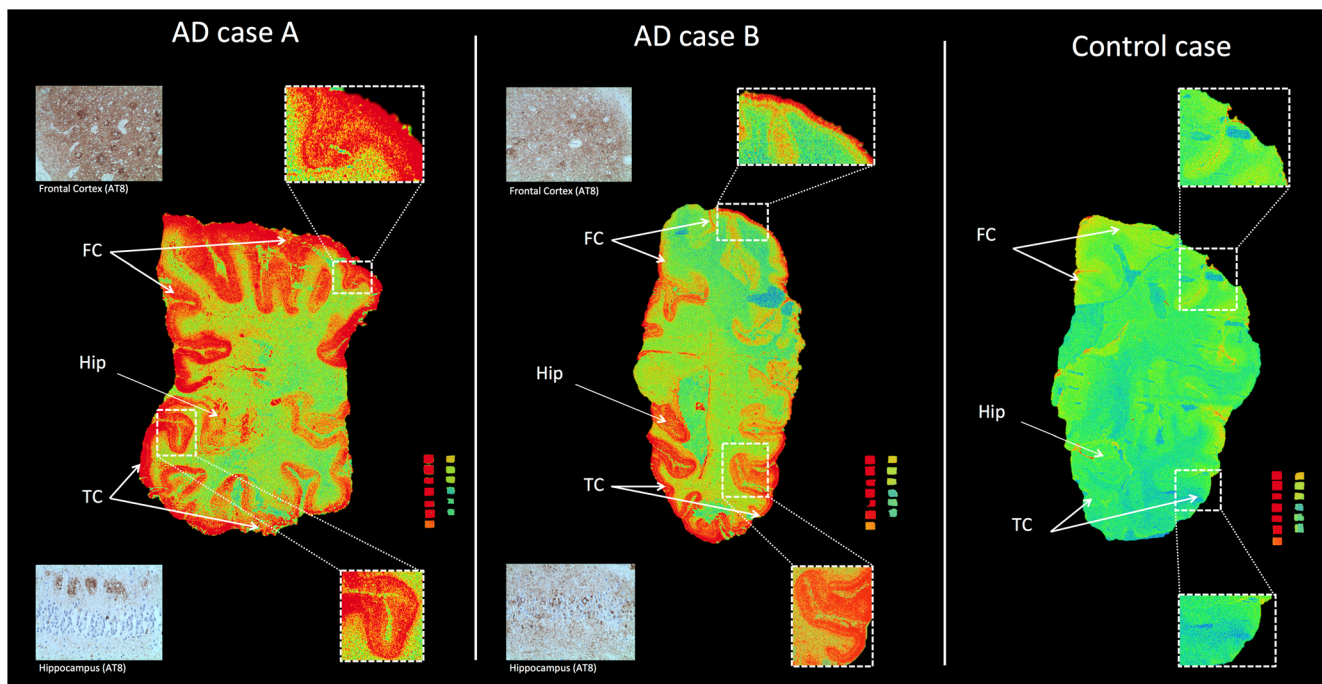 AD case A
AD case B
Control case
Frontal Cortex (AT8)
Frontal Cortex (AT8)
FC
FC
FC
Hip
Hip
Hip
TC
TC
TC
Hippocampus (AT8)
Hippocampus (AT8)